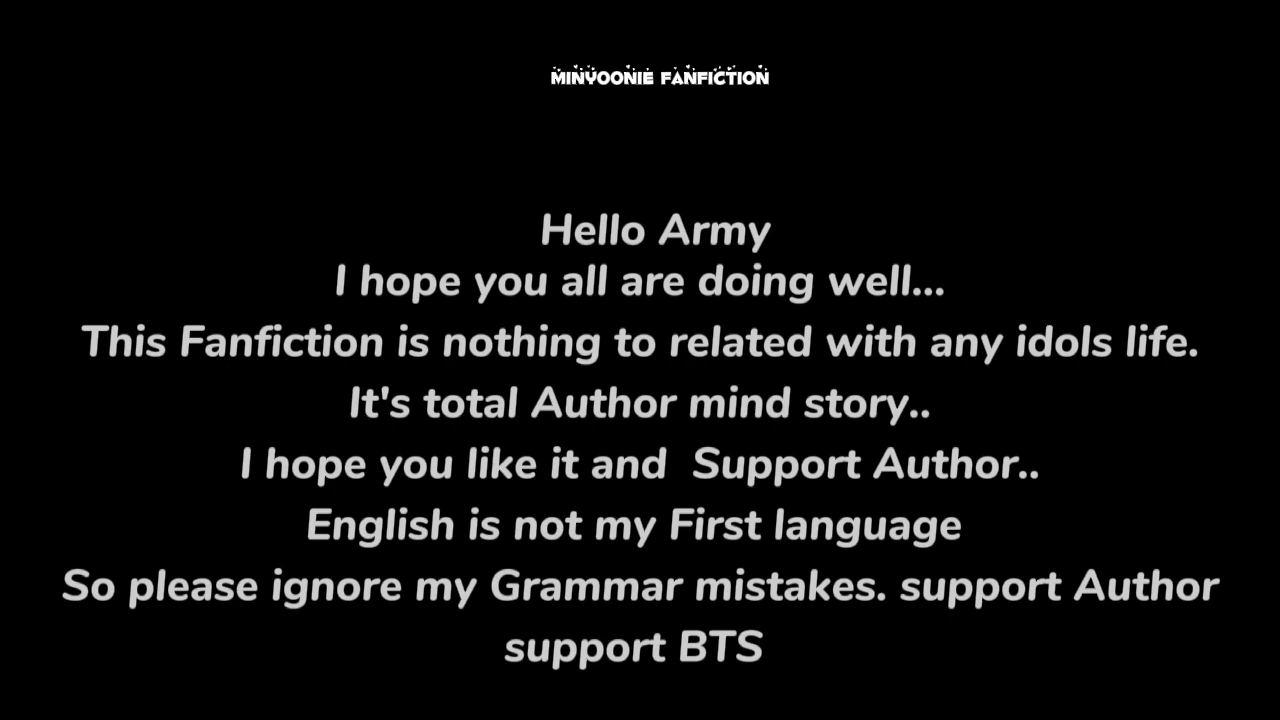 MINYOONIE FANFICTION
Hello Army
I hope you all are doing well...
This Fanfiction is nothing to related with any idols life.
It's total Author mind story..
I hope you like it and  Support Author..
English is not my First language
So please ignore my Grammar mistakes. support Author
support BTS